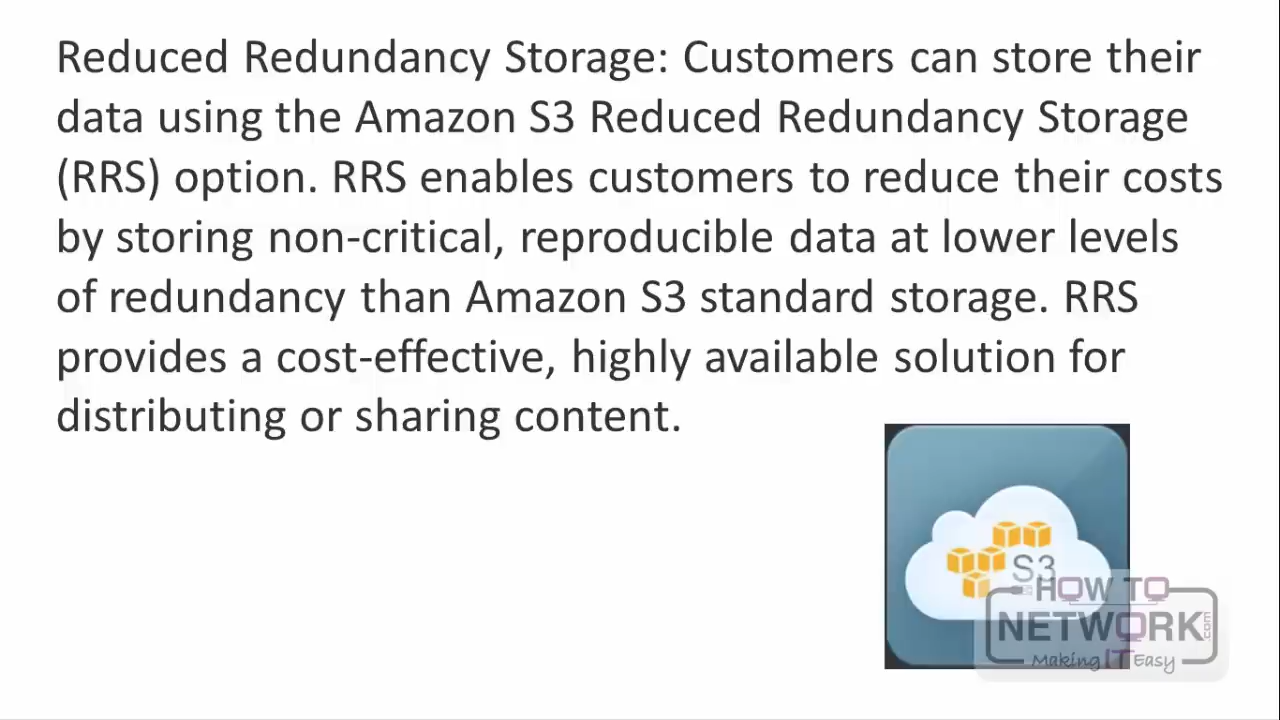 Reduced Redundancy Storage: Customers can store their
data using the Amazon S3 Reduced Redundancy Storage
(RRS) option. RRS enables customers to reduce their costs
by storing non-critical, reproducible data at lower levels
of redundancy than Amazon S3 standard storage. RRS
provides a cost-effective, highly available solution for
distributing or sharing content.
S3
HOW TO
NETWORK.com
Making IT Easy